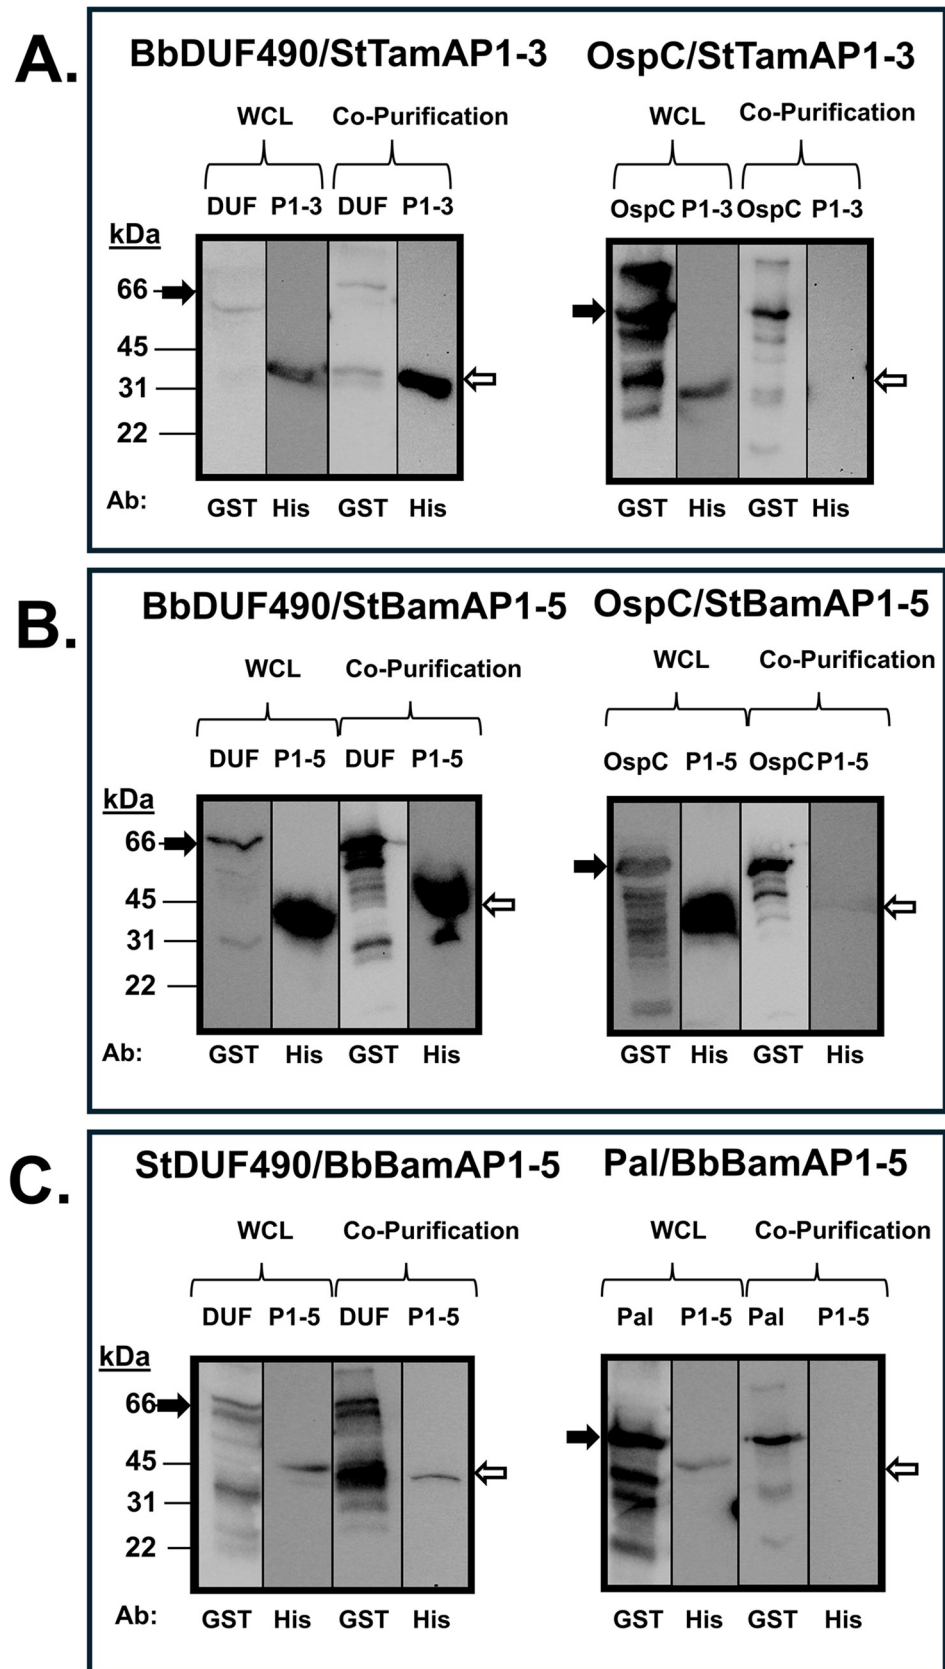 A.
BbDUF490/StTamAP1-3 OspC/StTamAP1-3
WCL Co-Purification WCL Co-Purification
DUF P1-3 DUF P1-3 OspC P1-3 OspC P1-3
kDa
66
45
31
22
Ab: GST His GST His GST His GST His
B.
BbDUF490/StBamAP1-5 OspC/StBamAP1-5
WCL Co-Purification WCL Co-Purification
DUF P1-5 DUF P1-5 OspC P1-5 OspC P1-5
kDa
66
45
31
22
Ab: GST His GST His GST His GST His
C.
StDUF490/BbBamAP1-5 Pal/BbBamAP1-5
WCL Co-Purification WCL Co-Purification
DUF P1-5 DUF P1-5 Pal P1-5 Pal P1-5
kDa
66
45
31
22
Ab: GST His GST His GST His GST His